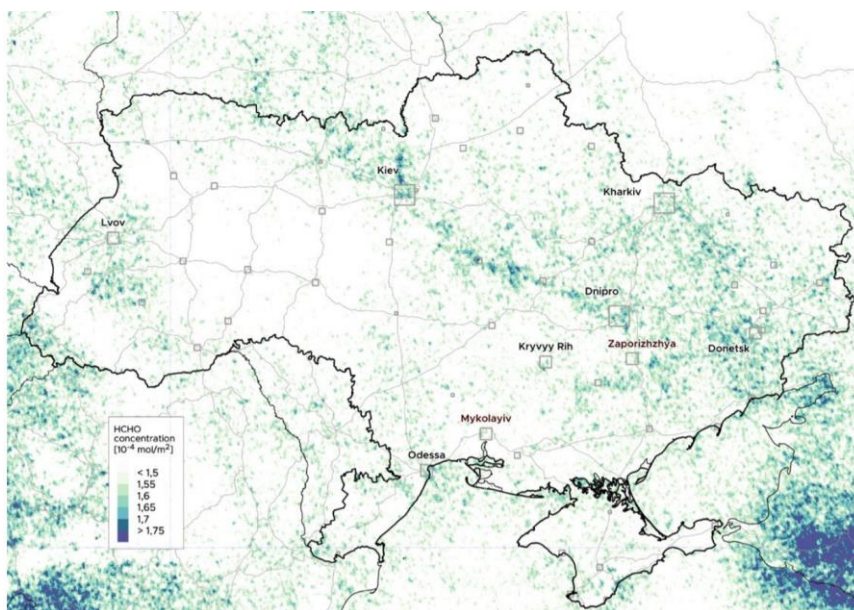 Kiev
Kharkiv
Lvov
Dnipro
Kryvyy Rih
Zaporizhzhya
Donetsk
Mykolayiv
Odessa
HCHO
concentration
[10⁻⁴ mol/m²]
< 1,5
1,55
1,6
1,65
1,7
> 1,75